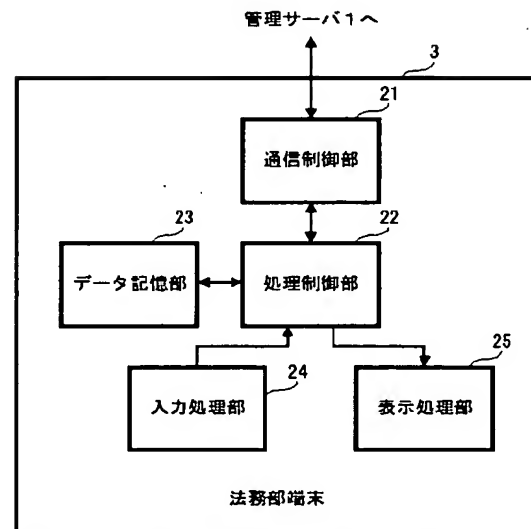 管理サーバ1へ
3
21
通信制御部
22
処理制御部
23
データ記憶部
24
入力処理部
25
表示処理部
法務部端末